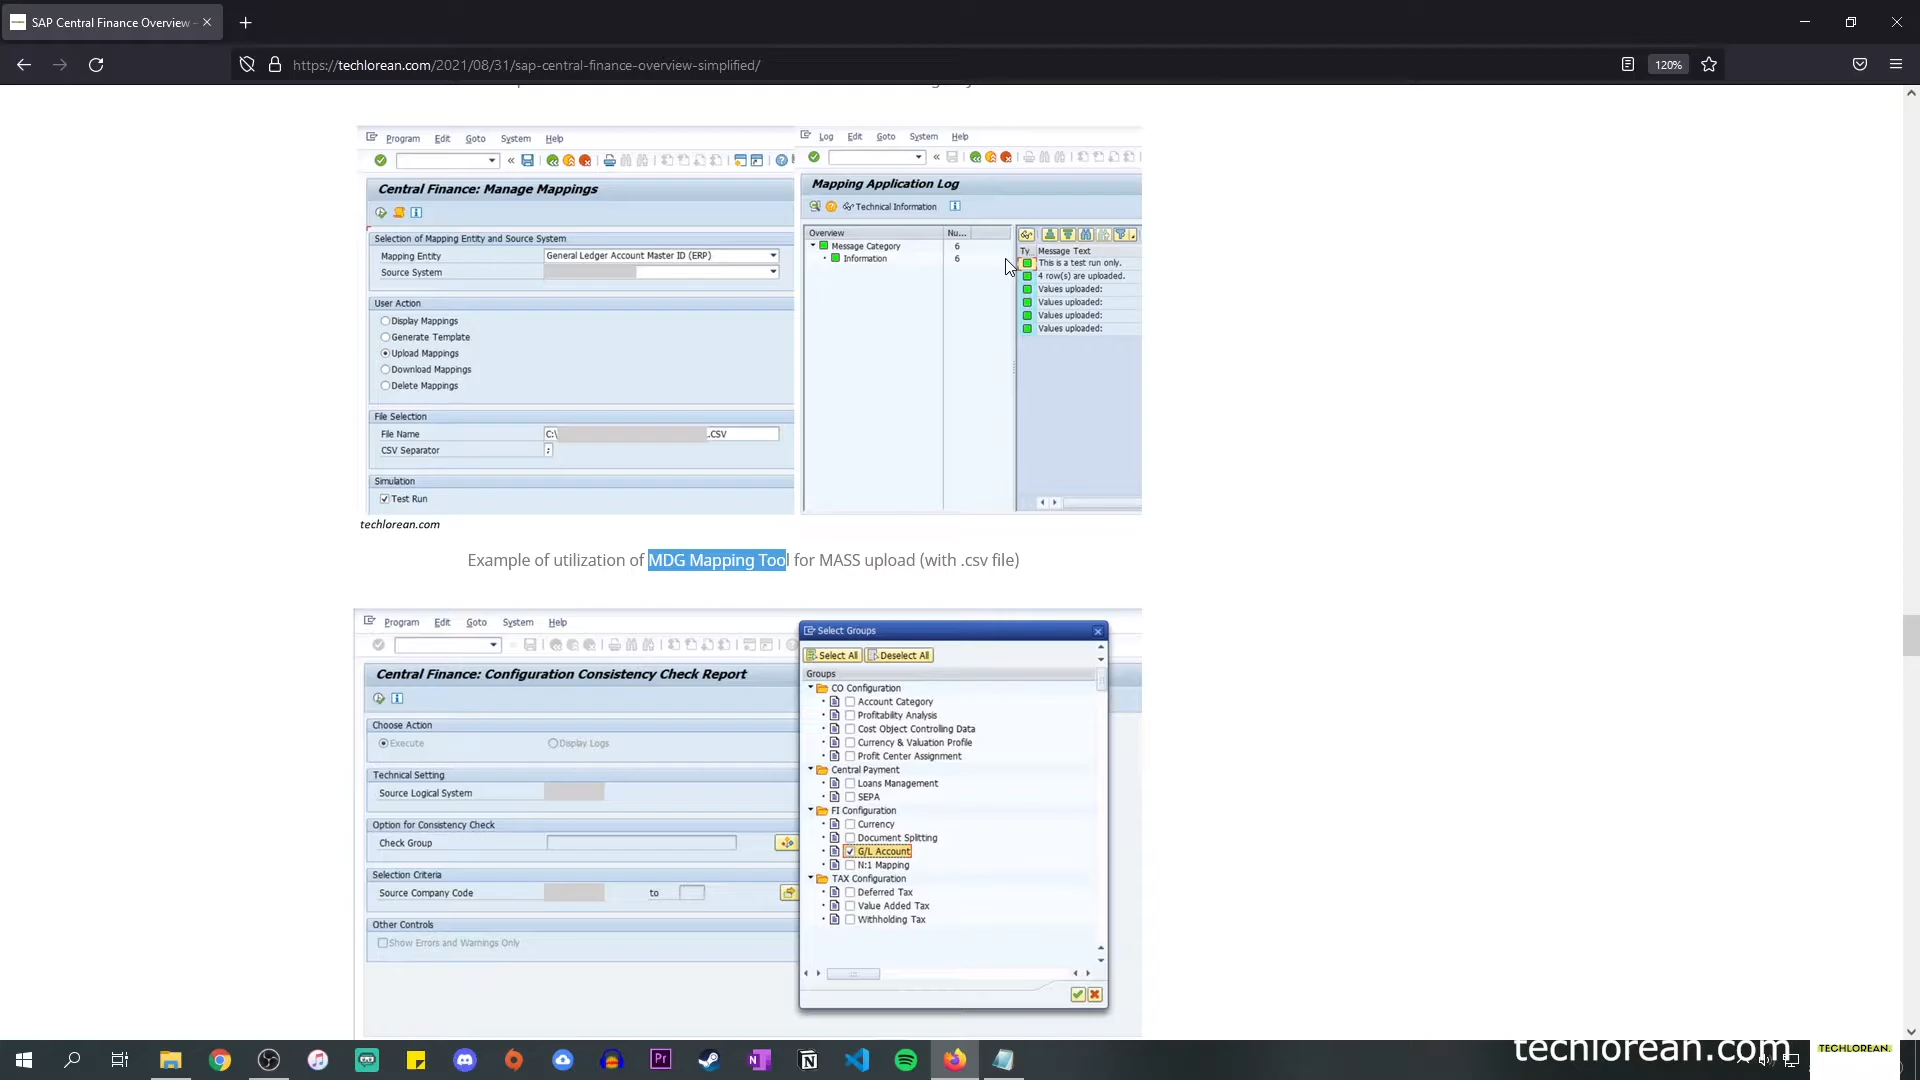 SAP Central Finance Overview -
https://techlorean.com/2021/08/31/sap-central-finance-overview-simplified/
120%
Program Edit Goto System Help
Central Finance: Manage Mappings
Selection of Mapping Entity and Source System
Mapping Entity General Ledger Account Master ID (ERP)
Source System
User Action
Display Mappings
Generate Template
Upload Mappings
Download Mappings
Delete Mappings
File Selection
File Name C:\ .CSV
CSV Separator ;
Simulation
Test Run
Log Edit Goto System Help
Mapping Application Log
Technical Information
Overview Nu...
Message Category 6
Information 6
Ty Message Text
This is a test run only.
4 row(s) are uploaded.
Values uploaded:
Values uploaded:
Values uploaded:
Values uploaded:
techlorean.com
Example of utilization of MDG Mapping Tool for MASS upload (with .csv file)
Program Edit Goto System Help
Central Finance: Configuration Consistency Check Report
Choose Action
Execute Display Logs
Technical Setting
Source Logical System
Option for Consistency Check
Check Group
Selection Criteria
Source Company Code to
Other Controls
Show Errors and Warnings Only
Select Groups
Select All Deselect All
Groups
CO Configuration
Account Category
Profitability Analysis
Cost Object Controlling Data
Currency & Valuation Profile
Profit Center Assignment
Central Payment
Loans Management
SEPA
FI Configuration
Currency
Document Splitting
G/L Account
N:1 Mapping
TAX Configuration
Deferred Tax
Value Added Tax
Withholding Tax
techlorean.com
TECHLOREAN.